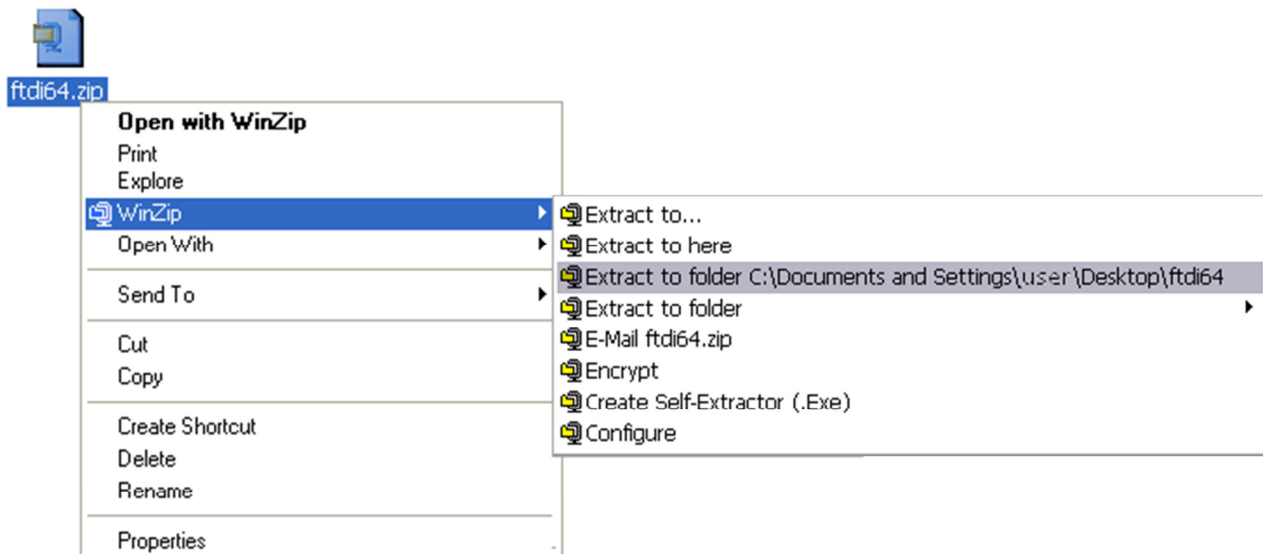 ftdi64.zip
Open with WinZip
Print
Explore
WinZip
Open With
Send To
Cut
Copy
Create Shortcut
Delete
Rename
Properties
Extract to...
Extract to here
Extract to folder C:\Documents and Settings\user\Desktop\ftdi64
Extract to folder
E-Mail ftdi64.zip
Encrypt
Create Self-Extractor (.Exe)
Configure